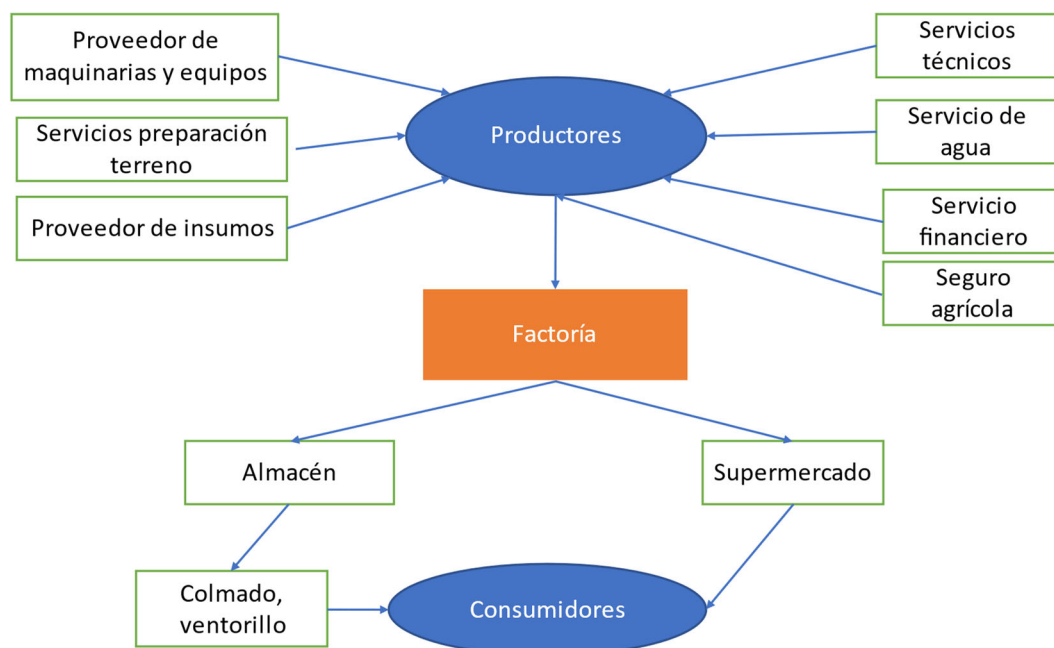 Proveedor de
maquinarias y equipos
Servicios
técnicos
Servicios preparación
terreno
Productores
Servicio de
agua
Proveedor de insumos
Servicio
financiero
Seguro
agrícola
Factoría
Almacén
Supermercado
Colmado,
ventorillo
Consumidores